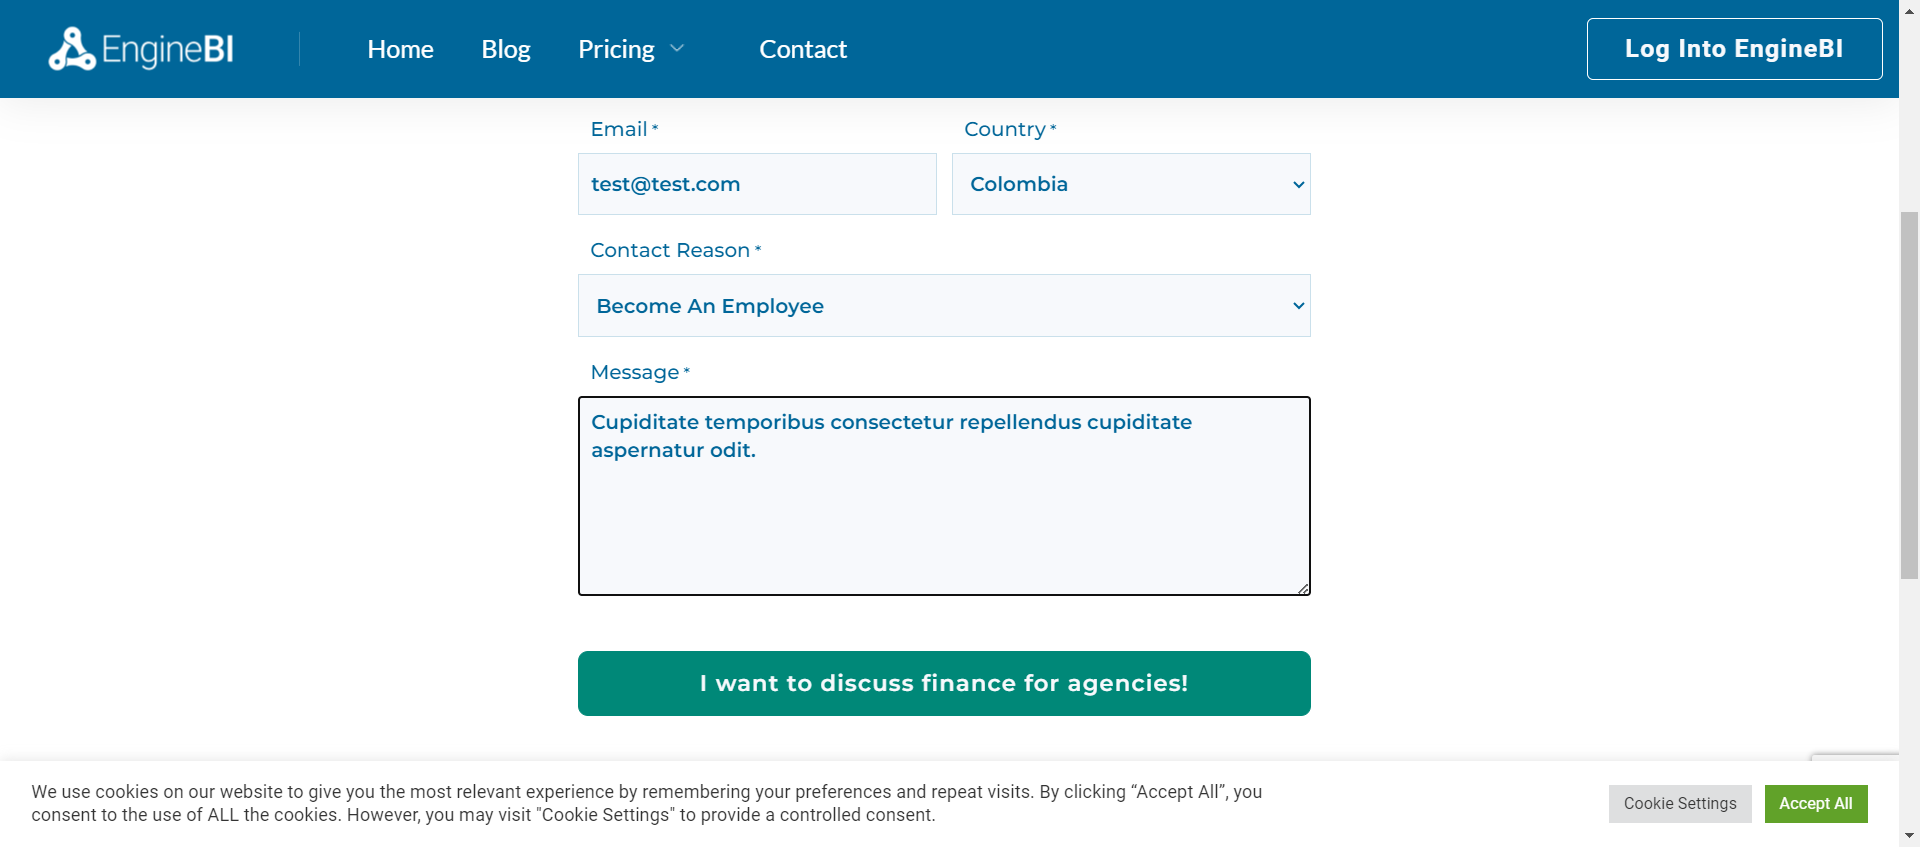 EngineBI
Home
Blog
Pricing
Contact
Log Into EngineBI
Email *
Country *
test@test.com
Colombia
Contact Reason *
Become An Employee
Message *
Cupiditate temporibus consectetur repellendus cupiditate
aspernatur odit.
I want to discuss finance for agencies!
We use cookies on our website to give you the most relevant experience by remembering your preferences and repeat visits. By clicking “Accept All”, you
consent to the use of ALL the cookies. However, you may visit "Cookie Settings" to provide a controlled consent.
Cookie Settings
Accept All